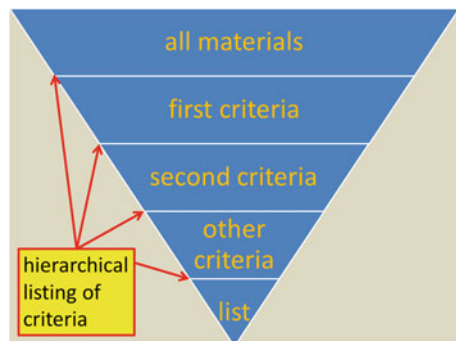 all materials
first criteria
second criteria
other
criteria
hierarchical
listing of
criteria
list